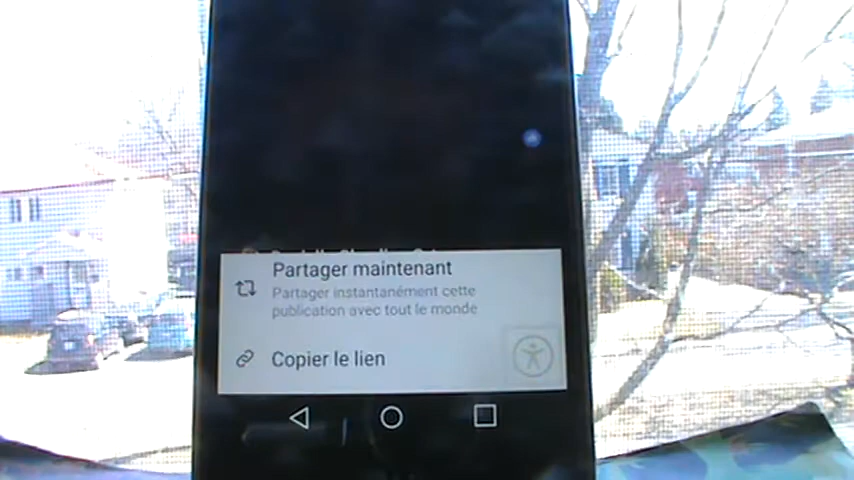 Partager maintenant
Partager instantanément cette
publication avec tout le monde
Copier le lien